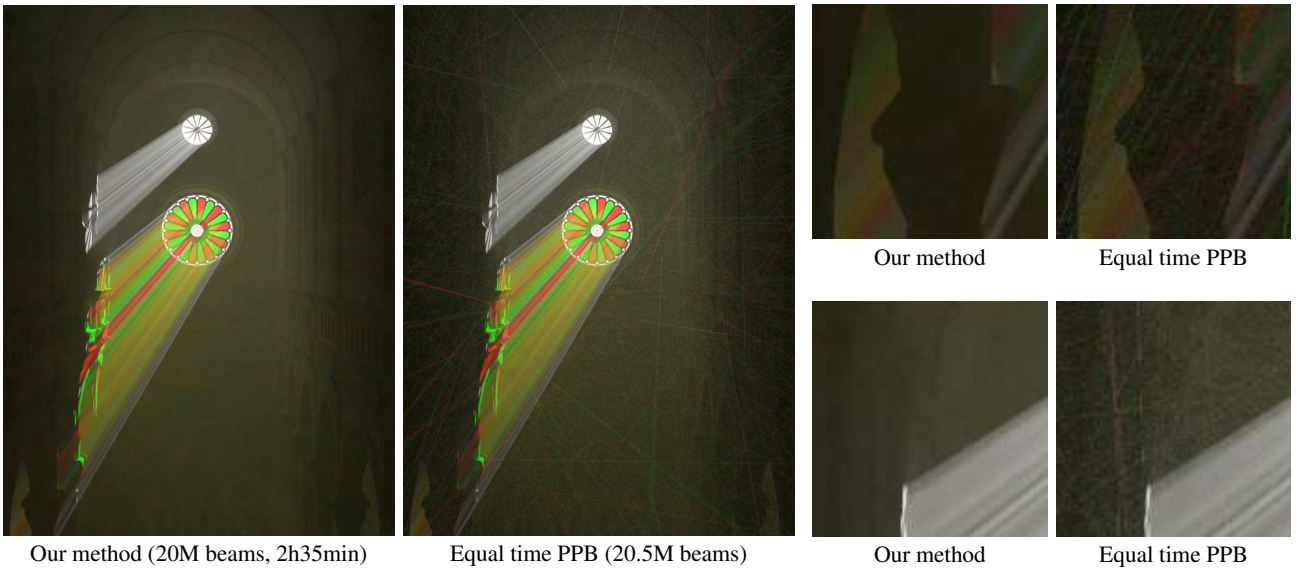 Our method
Equal time PPB
Our method (20M beams, 2h35min)
Equal time PPB (20.5M beams)
Our method
Equal time PPB